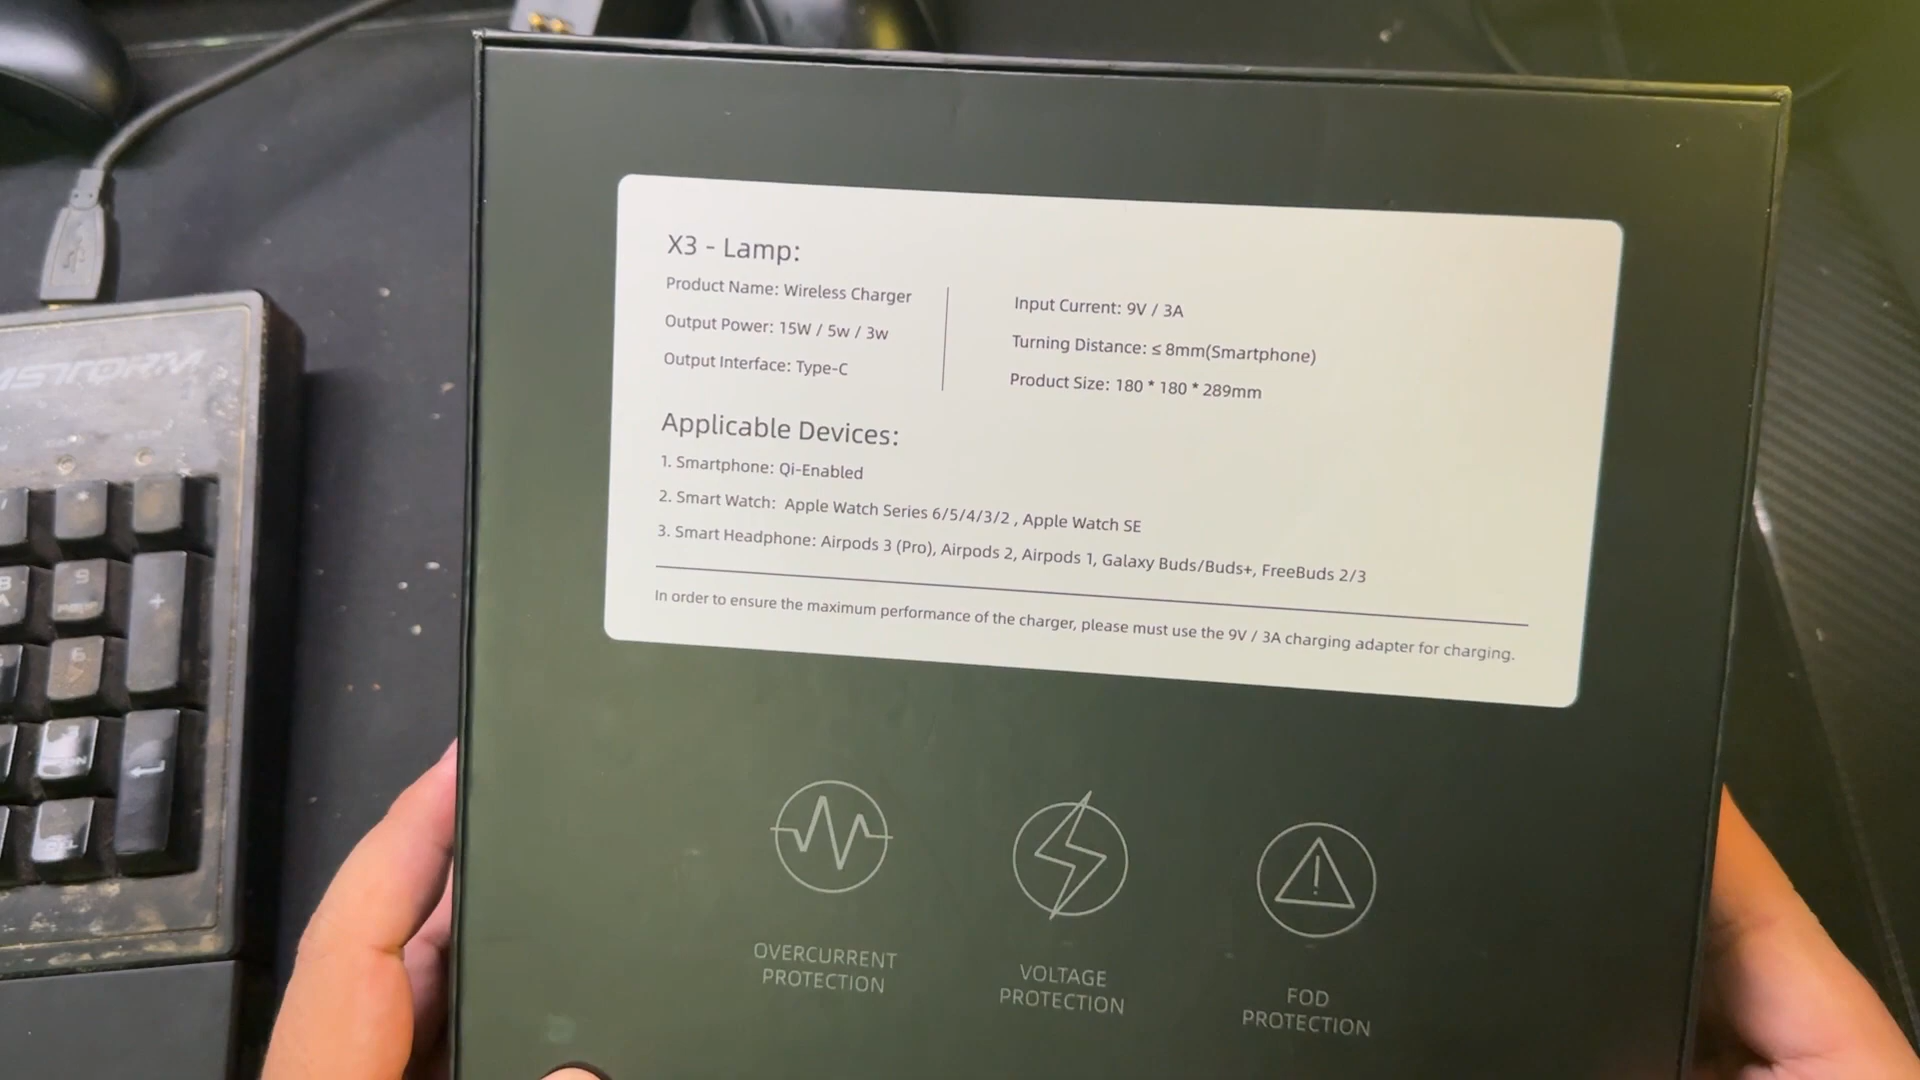 X3 - Lamp:
Product Name: Wireless Charger
Output Power: 15W / 5w / 3w
Output Interface: Type-C
Input Current: 9V / 3A
Turning Distance: ≤ 8mm(Smartphone)
Product Size: 180 * 180 * 289mm
Applicable Devices:
1. Smartphone: Qi-Enabled
2. Smart Watch: Apple Watch Series 6/5/4/3/2 , Apple Watch SE
3. Smart Headphone: Airpods 3 (Pro), Airpods 2, Airpods 1, Galaxy Buds/Buds+, FreeBuds 2/3
In order to ensure the maximum performance of the charger, please must use the 9V / 3A charging adapter for charging.
OVERCURRENT
PROTECTION
VOLTAGE
PROTECTION
FOD
PROTECTION
*
9
+
6